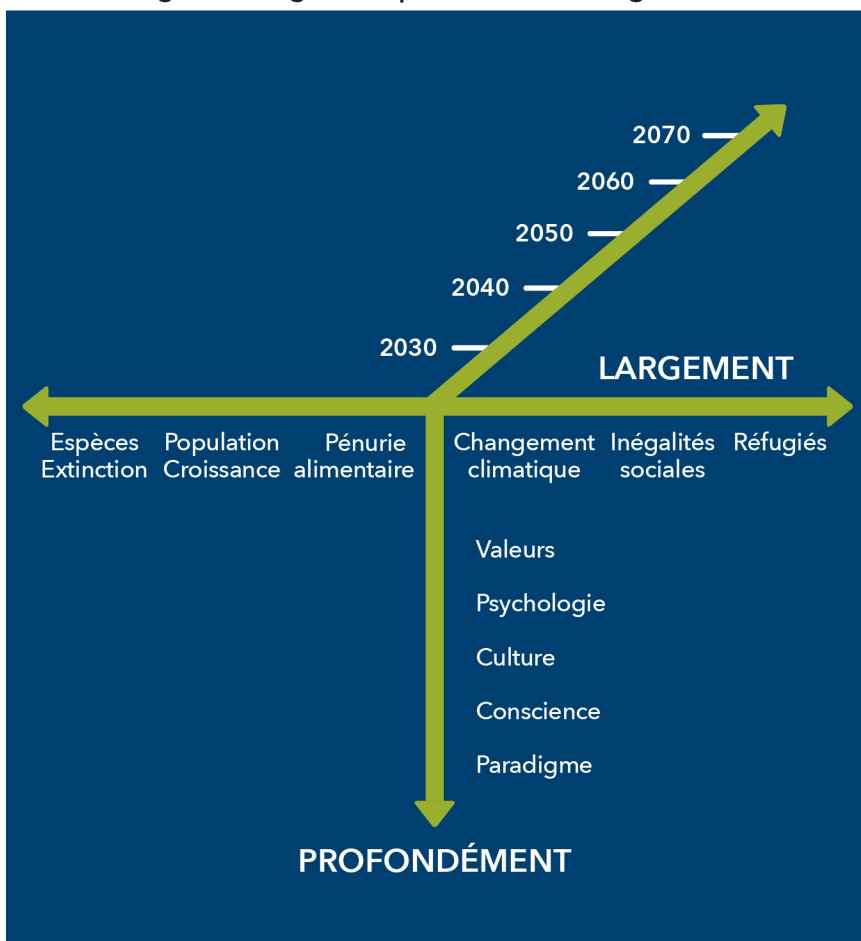 2070
2060
2050
2040
2030
LARGEMENT
Espèces Extinction
Population Croissance
Pénurie alimentaire
Changement climatique
Inégalités sociales
Réfugiés
Valeurs
Psychologie
Culture
Conscience
Paradigme
PROFONDÉMENT